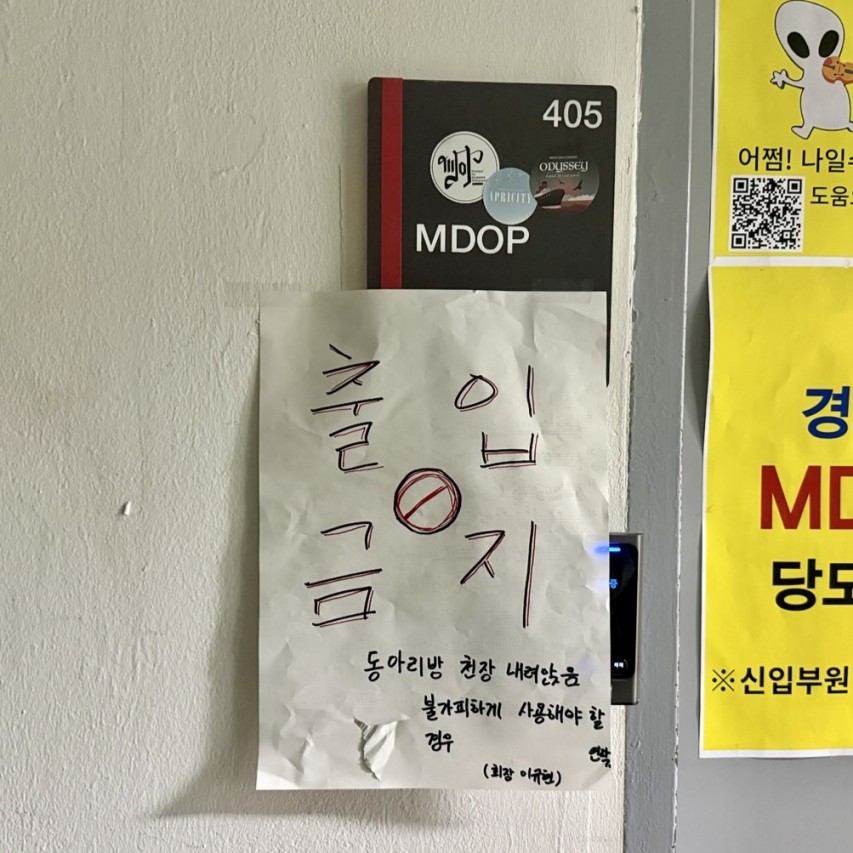 405
ODYSSEY
APRICITY
MDOP
어쩜! 나일
도움
출입
금지
동아리방 천장 내려앉음
불가피하게 사용해야 할
경우 연락
(회장 이규현)
경
MD
당도
※신입부원